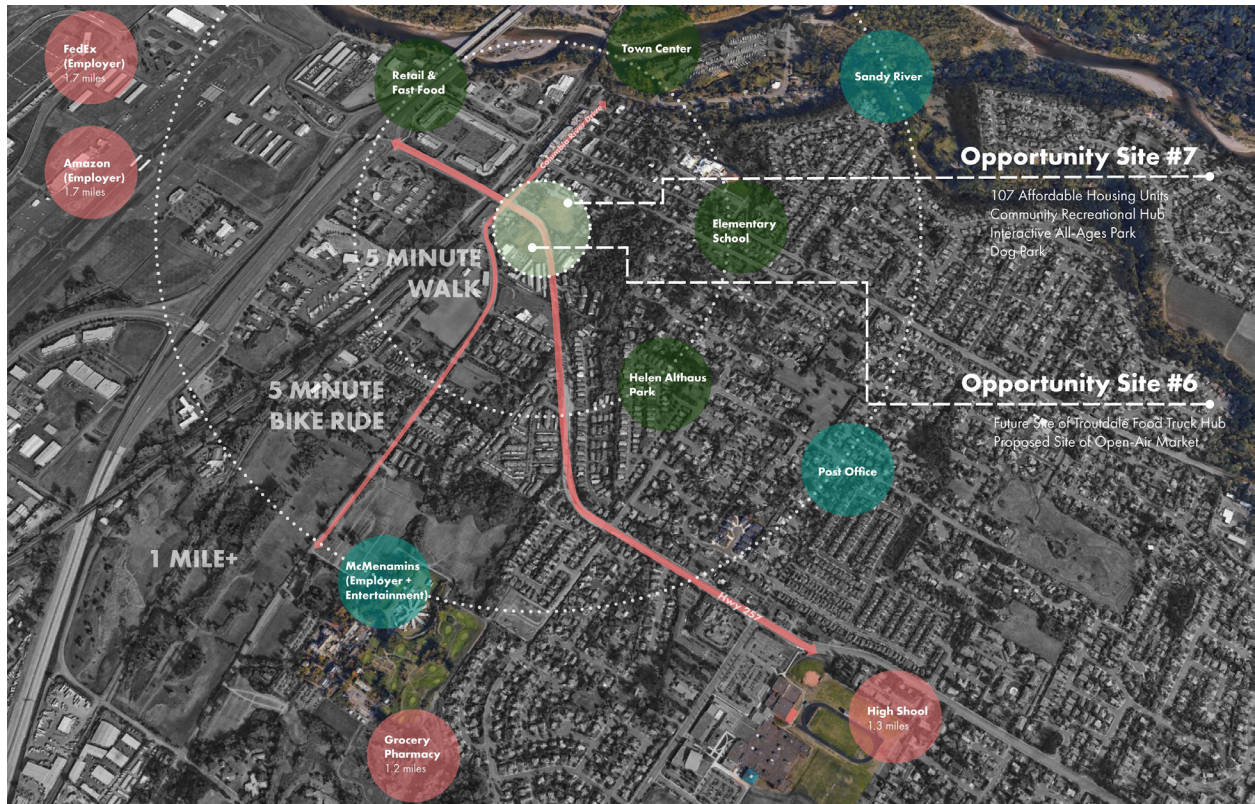 FedEx
(Employer)
1.7 miles
Retail &
Fast Food
Town Center
Sandy River
Amazon
(Employer)
1.7 miles
Columbia River Drive
Opportunity Site #7
107 Affordable Housing Units
Community Recreational Hub
Interactive All-Ages Park
Dog Park
Elementary
School
5 MINUTE
WALK
5 MINUTE
BIKE RIDE
Helen Althaus
Park
Opportunity Site #6
Future Site of Troutdale Food Truck Hub
Proposed Site of Open-Air Market
Post Office
1 MILE+
McMenamins
(Employer +
Entertainment)
Hwy 257
High Shool
1.3 miles
Grocery
Pharmacy
1.2 miles